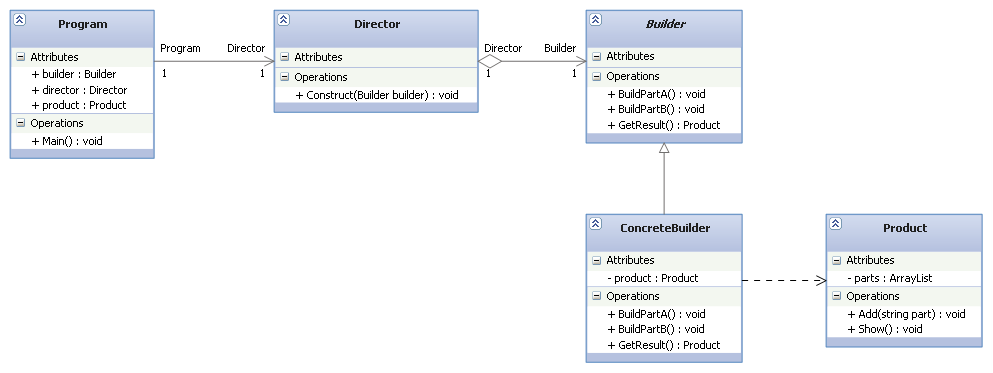 Program
Attributes
+ builder : Builder
+ director : Director
+ product : Product
Operations
+ Main() : void
Program
Director
1
1
Director
Attributes
Operations
+ Construct(Builder builder) : void
Director
Builder
1
1
Builder
Attributes
Operations
+ BuildPartA() : void
+ BuildPartB() : void
+ GetResult() : Product
ConcreteBuilder
Attributes
- product : Product
Operations
+ BuildPartA() : void
+ BuildPartB() : void
+ GetResult() : Product
Product
Attributes
- parts : ArrayList
Operations
+ Add(string part) : void
+ Show() : void